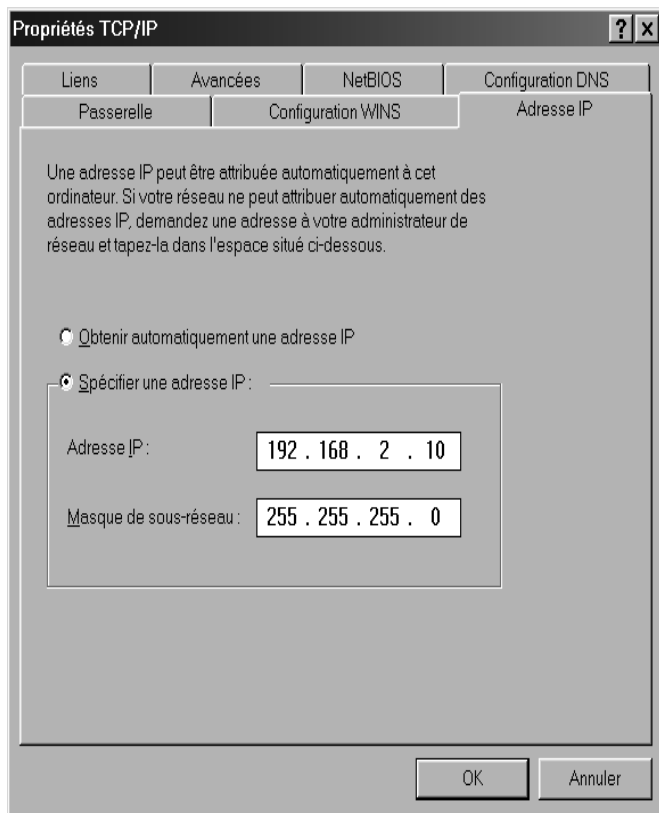 Propriétés TCP/IP
Liens Avancées NetBIOS Configuration DNS
Passerelle Configuration WINS Adresse IP
Une adresse IP peut être attribuée automatiquement à cet
ordinateur. Si votre réseau ne peut attribuer automatiquement des
adresses IP, demandez une adresse à votre administrateur de
réseau et tapez-la dans l'espace situé ci-dessous.
Obtenir automatiquement une adresse IP
Spécifier une adresse IP :
Adresse IP : 192 . 168 . 2 . 10
Masque de sous-réseau : 255 . 255 . 255 . 0
OK Annuler